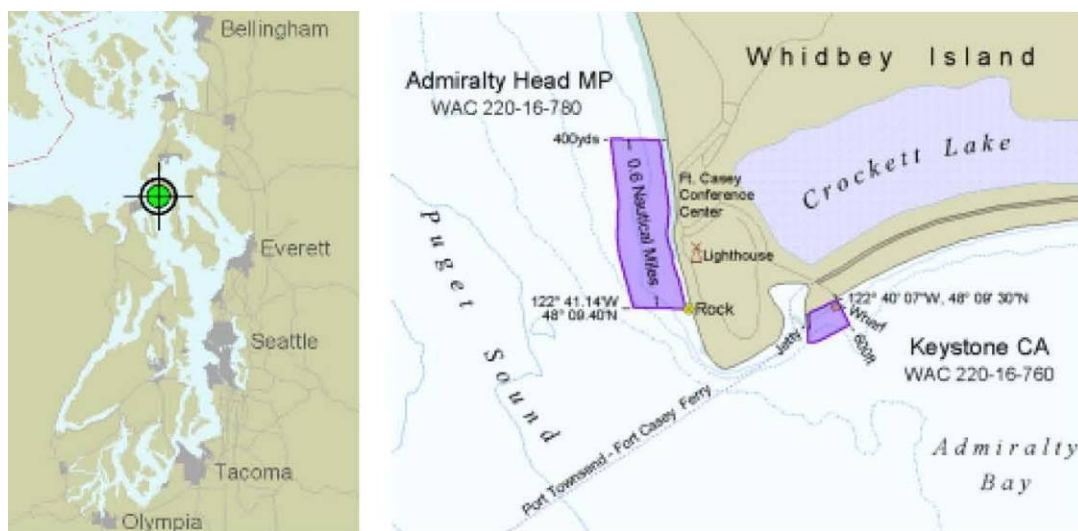 Bellingham
Everett
Seattle
Tacoma
Olympia
Whidbey Island
Admiralty Head MP
WAC 220-16-780
400yds
0.6 Nautical Miles
Crockett Lake
Ft. Casey
Conference
Center
Lighthouse
Puget Sound
122° 41.14'W
48° 09.40'N
Rock
122° 40' 07"W, 48° 09' 30"N
Wharf
600ft
Jetty
Keystone CA
WAC 220-16-760
Port Townsend - Fort Casey Ferry
Admiralty
Bay